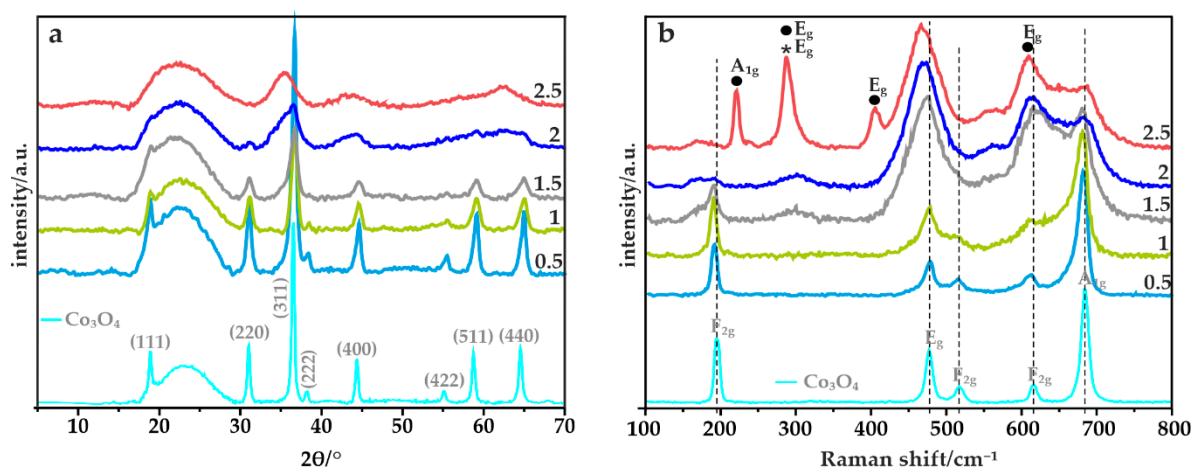 a
2.5
2
1.5
1
0.5
Co₃O₄
(111)
(220)
(311)
(222)
(400)
(422)
(511)
(440)
0 10 20 30 40 50 60 70
2θ/°
intensity/a.u.
b
A1g
● Eg
* Eg
Eg
Eg
2.5
2
1.5
1
0.5
A1g
F2g
Eg
F2g
F2g
Co₃O₄
100 200 300 400 500 600 700 800
Raman shift/cm⁻¹
intensity/a.u.